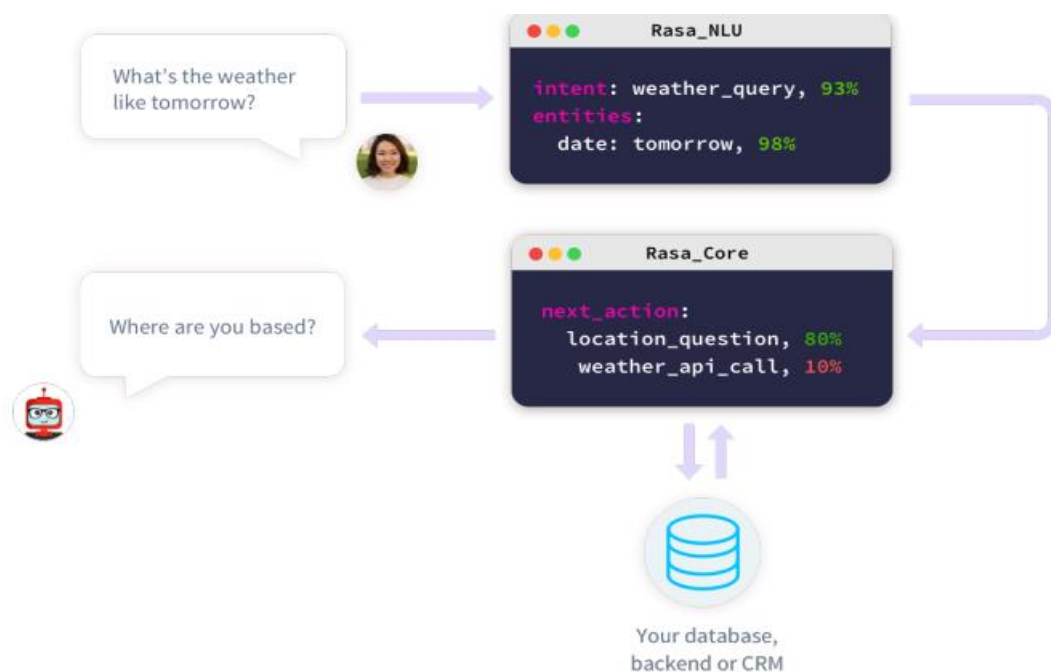 What’s the weather
like tomorrow?
Rasa_NLU
intent: weather_query, 93%
entities:
date: tomorrow, 98%
Rasa_Core
next_action:
location_question, 80%
weather_api_call, 10%
Where are you based?
Your database,
backend or CRM